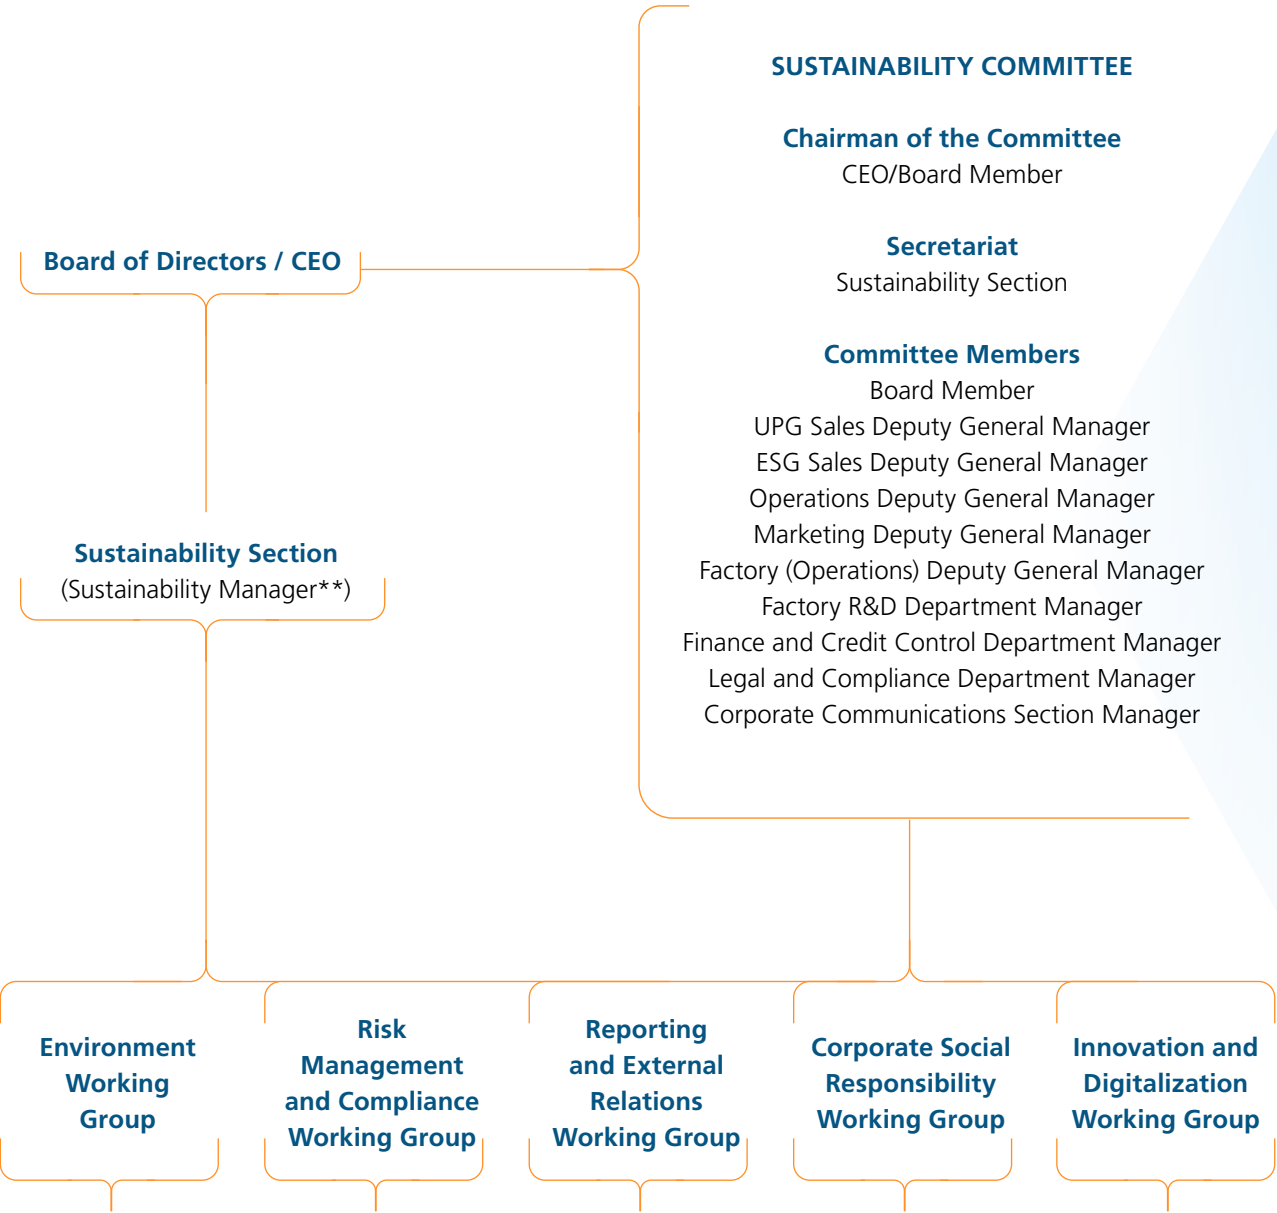 SUSTAINABILITY COMMITTEE
Chairman of the Committee
CEO/Board Member
Secretariat
Sustainability Section
Committee Members
Board Member
UPG Sales Deputy General Manager
ESG Sales Deputy General Manager
Operations Deputy General Manager
Marketing Deputy General Manager
Factory (Operations) Deputy General Manager
Factory R&D Department Manager
Finance and Credit Control Department Manager
Legal and Compliance Department Manager
Corporate Communications Section Manager
Board of Directors / CEO
Sustainability Section
(Sustainability Manager**)
Environment
Working
Group
Risk
Management
and Compliance
Working Group
Reporting
and External
Relations
Working Group
Corporate Social
Responsibility
Working Group
Innovation and
Digitalization
Working Group